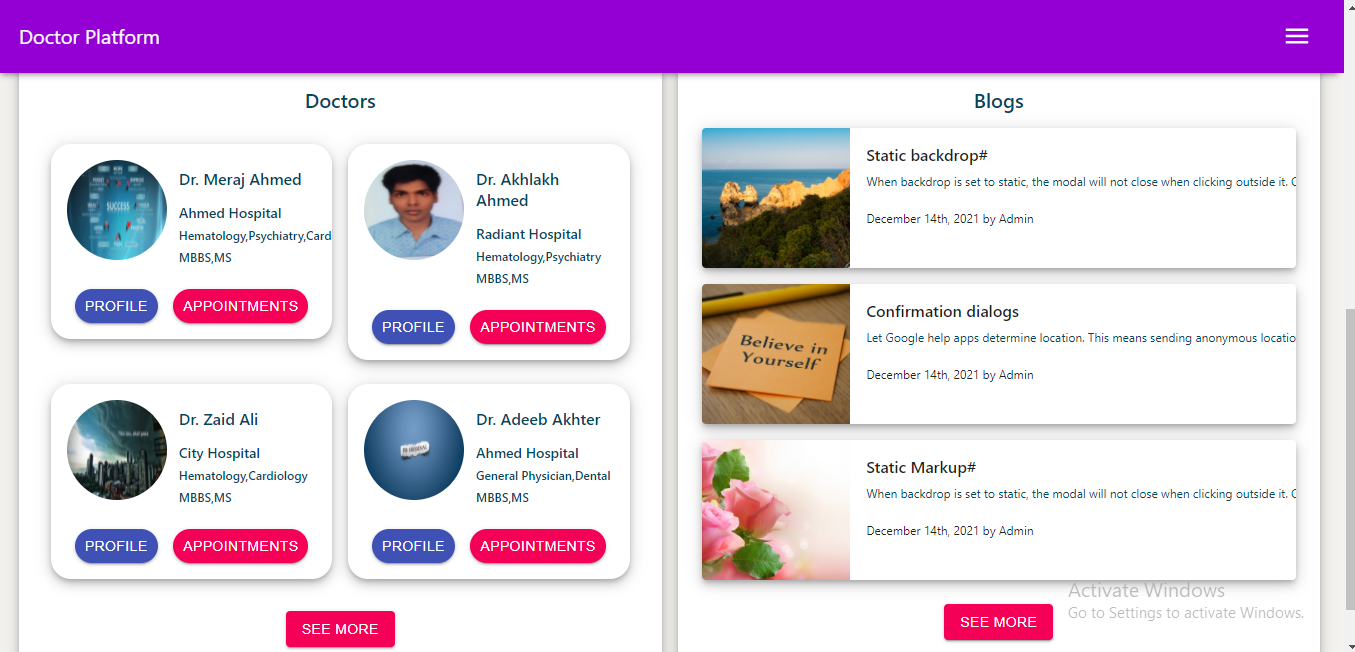 Doctor Platform
Doctors
SUCCESS
Dr. Meraj Ahmed
Ahmed Hospital
Hematology,Psychiatry,Card
MBBS,MS
PROFILE
APPOINTMENTS
Dr. Akhlakh
Ahmed
Radiant Hospital
Hematology,Psychiatry
MBBS,MS
PROFILE
APPOINTMENTS
Dr. Zaid Ali
City Hospital
Hematology,Cardiology
MBBS,MS
PROFILE
APPOINTMENTS
Dr. Adeeb Akhter
Ahmed Hospital
General Physician,Dental
MBBS,MS
PROFILE
APPOINTMENTS
SEE MORE
Blogs
Static backdrop#
When backdrop is set to static, the modal will not close when clicking outside it. C
December 14th, 2021 by Admin
Believe in
Yourself
Confirmation dialogs
Let Google help apps determine location. This means sending anonymous locatio
December 14th, 2021 by Admin
Static Markup#
When backdrop is set to static, the modal will not close when clicking outside it. C
December 14th, 2021 by Admin
SEE MORE
Activate Windows
Go to Settings to activate Windows.